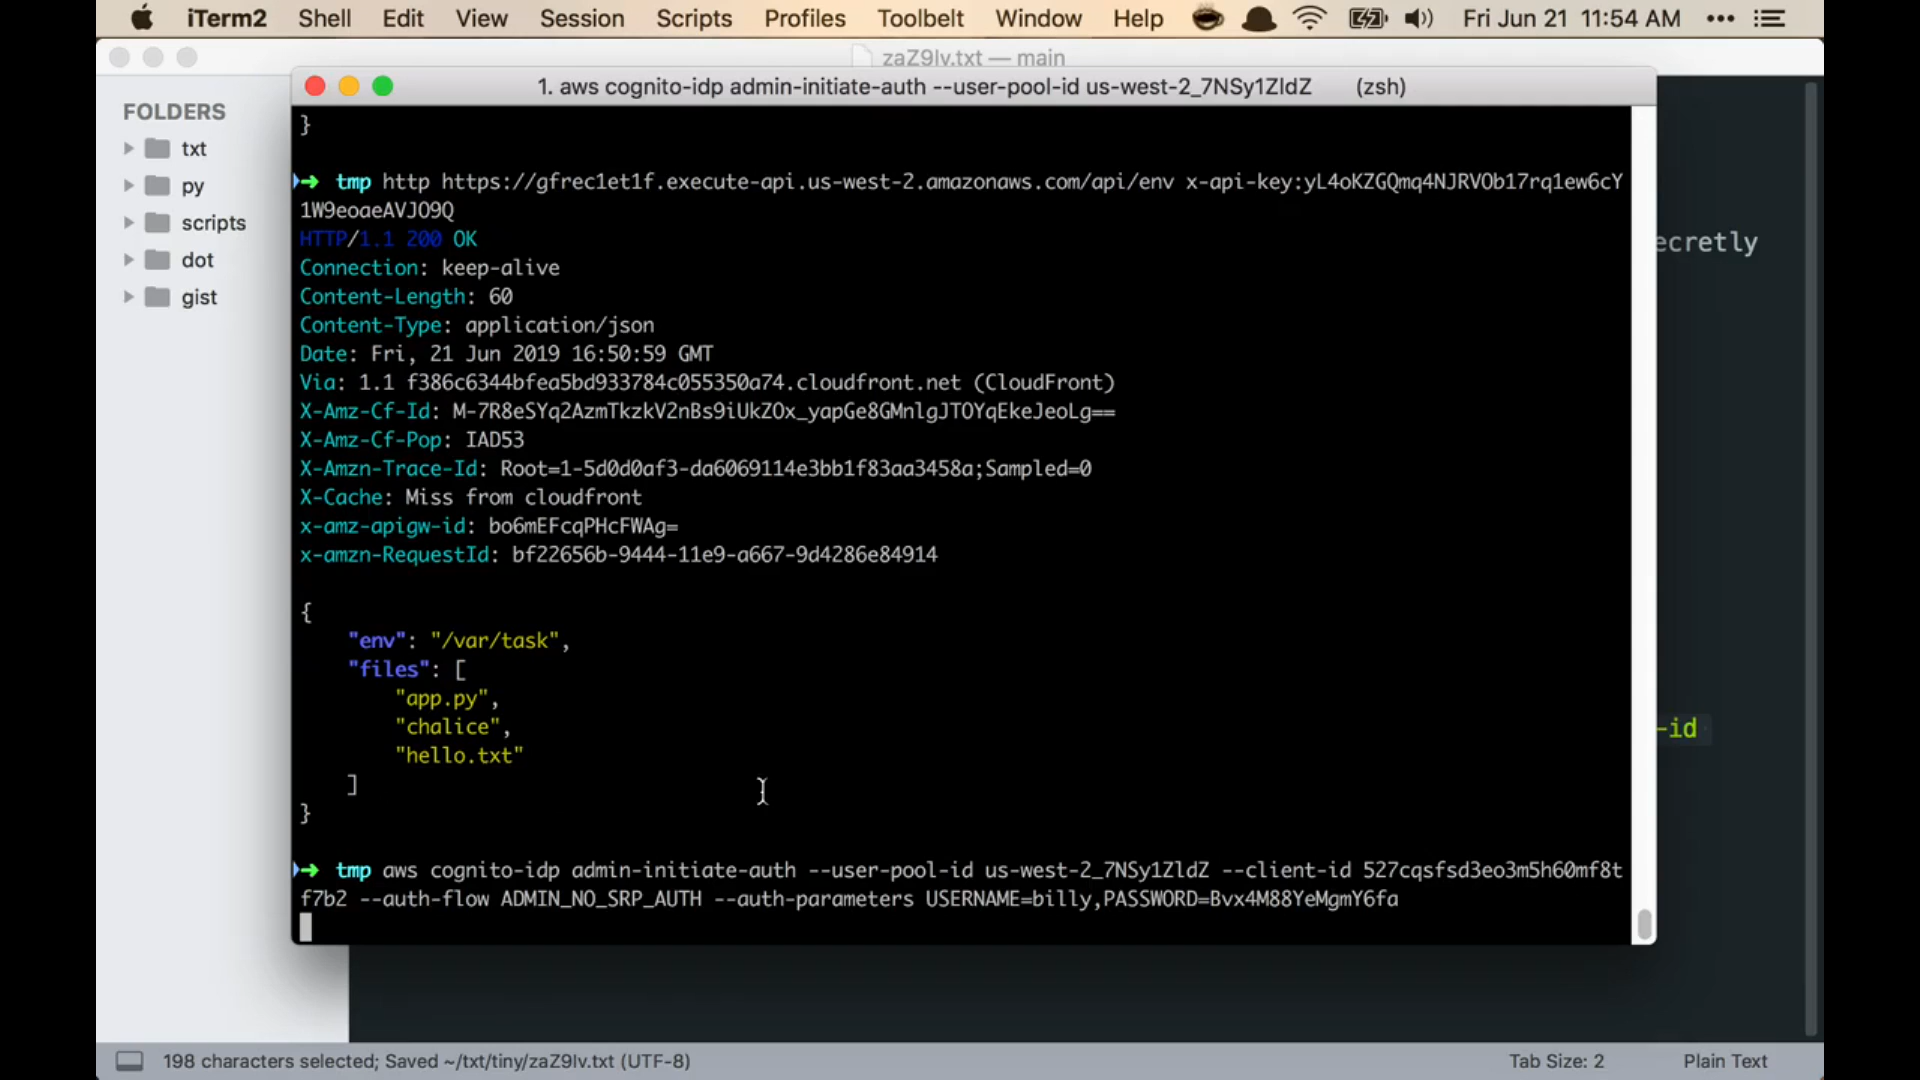 iTerm2 Shell Edit View Session Scripts Profiles Toolbelt Window Help Fri Jun 21 11:54 AM
zaZ9lv.txt — main
1. aws cognito-idp admin-initiate-auth --user-pool-id us-west-2_7NSy1ZldZ (zsh)
FOLDERS
txt
py
scripts
dot
gist
}
➜ tmp http https://gfrec1et1f.execute-api.us-west-2.amazonaws.com/api/env x-api-key:yL4oKZGQmq4NJRVOb17rq1ew6cY
1W9eoaeAVJO9Q
HTTP/1.1 200 OK
Connection: keep-alive
Content-Length: 60
Content-Type: application/json
Date: Fri, 21 Jun 2019 16:50:59 GMT
Via: 1.1 f386c6344bfea5bd933784c055350a74.cloudfront.net (CloudFront)
X-Amz-Cf-Id: M-7R8eSYq2AzmTkzkV2nBs9iUkZOx_yapGe8GMnlgJTOYqEkeJeoLg==
X-Amz-Cf-Pop: IAD53
X-Amzn-Trace-Id: Root=1-5d0d0af3-da6069114e3bb1f83aa3458a;Sampled=0
X-Cache: Miss from cloudfront
x-amz-apigw-id: bo6mEFcqPHcFWAg=
x-amzn-RequestId: bf22656b-9444-11e9-a667-9d4286e84914
{
"env": "/var/task",
"files": [
"app.py",
"chalice",
"hello.txt"
]
}
➜ tmp aws cognito-idp admin-initiate-auth --user-pool-id us-west-2_7NSy1ZldZ --client-id 527cqsfsd3eo3m5h60mf8t
f7b2 --auth-flow ADMIN_NO_SRP_AUTH --auth-parameters USERNAME=billy,PASSWORD=Bvx4M88YeMgmY6fa
ecretly
-id
198 characters selected; Saved ~/txt/tiny/zaZ9lv.txt (UTF-8) Tab Size: 2 Plain Text